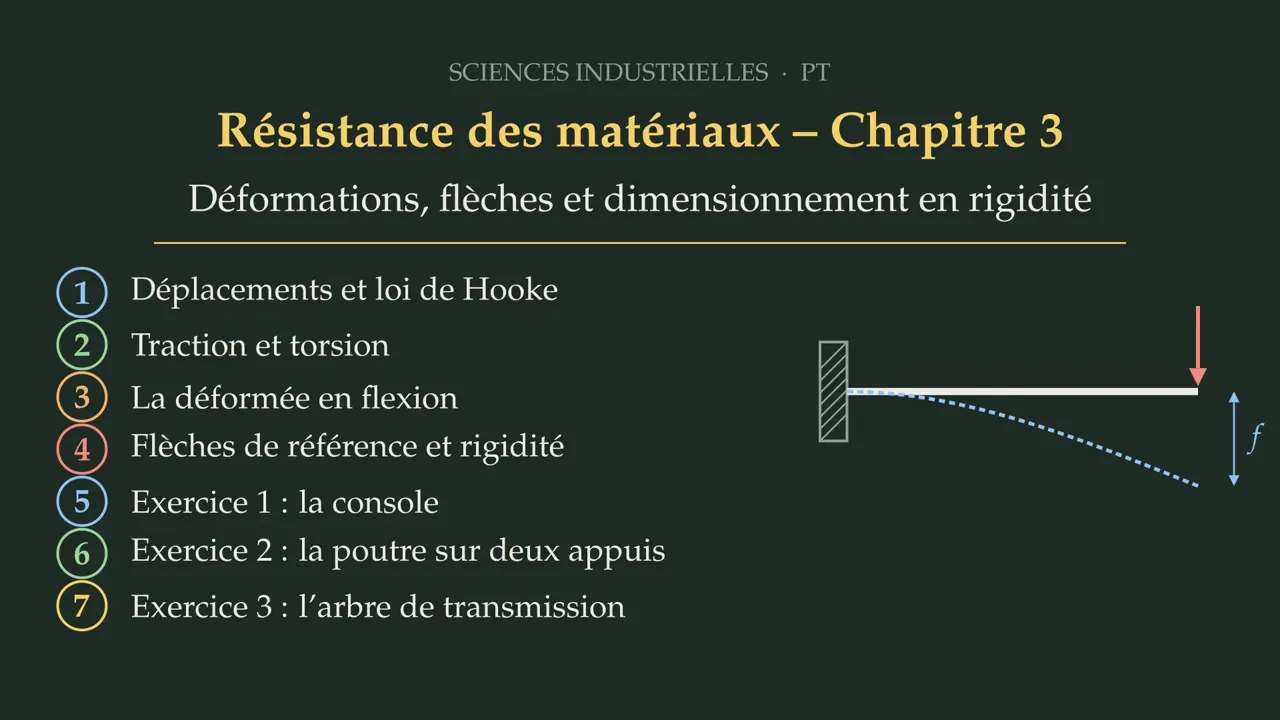 SCIENCES INDUSTRIELLES · PT
Résistance des matériaux – Chapitre 3
Déformations, flèches et dimensionnement en rigidité
1 Déplacements et loi de Hooke
2 Traction et torsion
3 La déformée en flexion
4 Flèches de référence et rigidité
5 Exercice 1 : la console
6 Exercice 2 : la poutre sur deux appuis
7 Exercice 3 : l’arbre de transmission
f